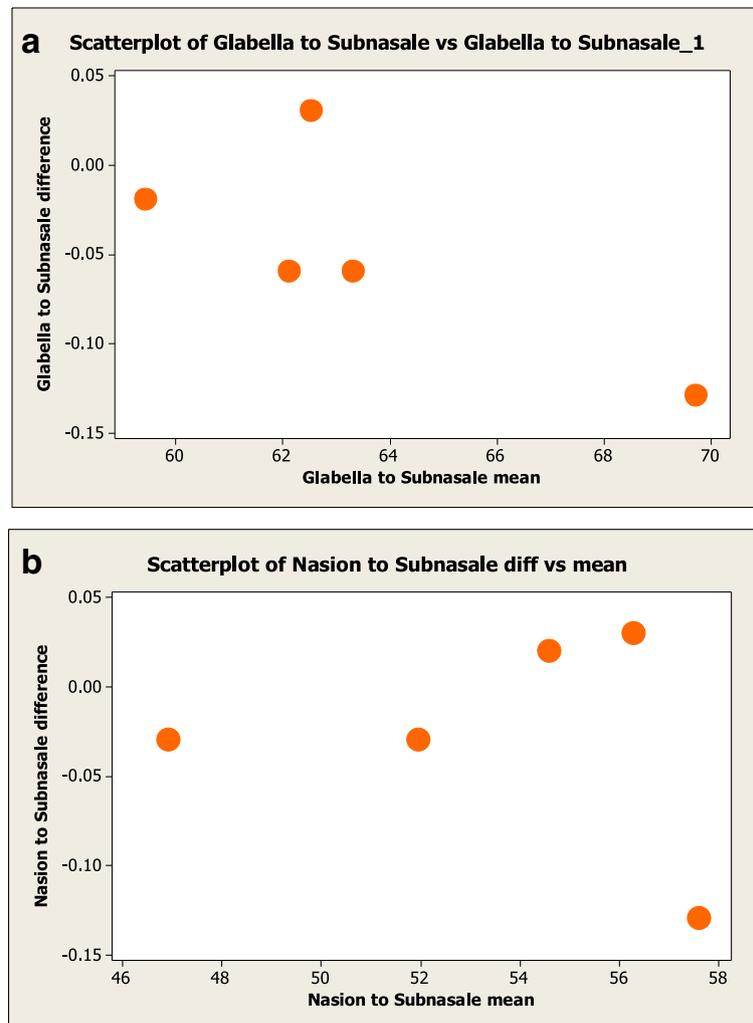 a
Scatterplot of Glabella to Subnasale vs Glabella to Subnasale_1
0.05
0.00
-0.05
-0.10
-0.15
Glabella to Subnasale difference
60 62 64 66 68 70
Glabella to Subnasale mean
b
Scatterplot of Nasion to Subnasale diff vs mean
0.05
0.00
-0.05
-0.10
-0.15
Nasion to Subnasale difference
46 48 50 52 54 56 58
Nasion to Subnasale mean